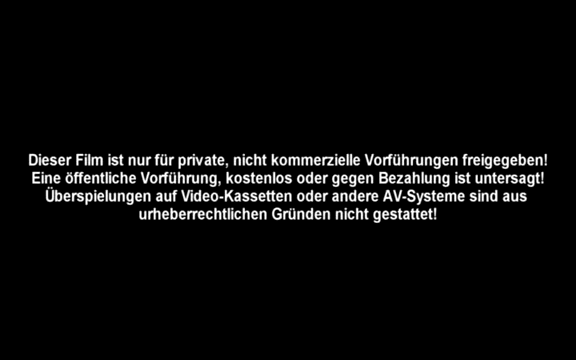 Dieser Film ist nur für private, nicht kommerzielle Vorführungen freigegeben!
Eine öffentliche Vorführung, kostenlos oder gegen Bezahlung ist untersagt!
Überspielungen auf Video-Kassetten oder andere AV-Systeme sind aus
urheberrechtlichen Gründen nicht gestattet!